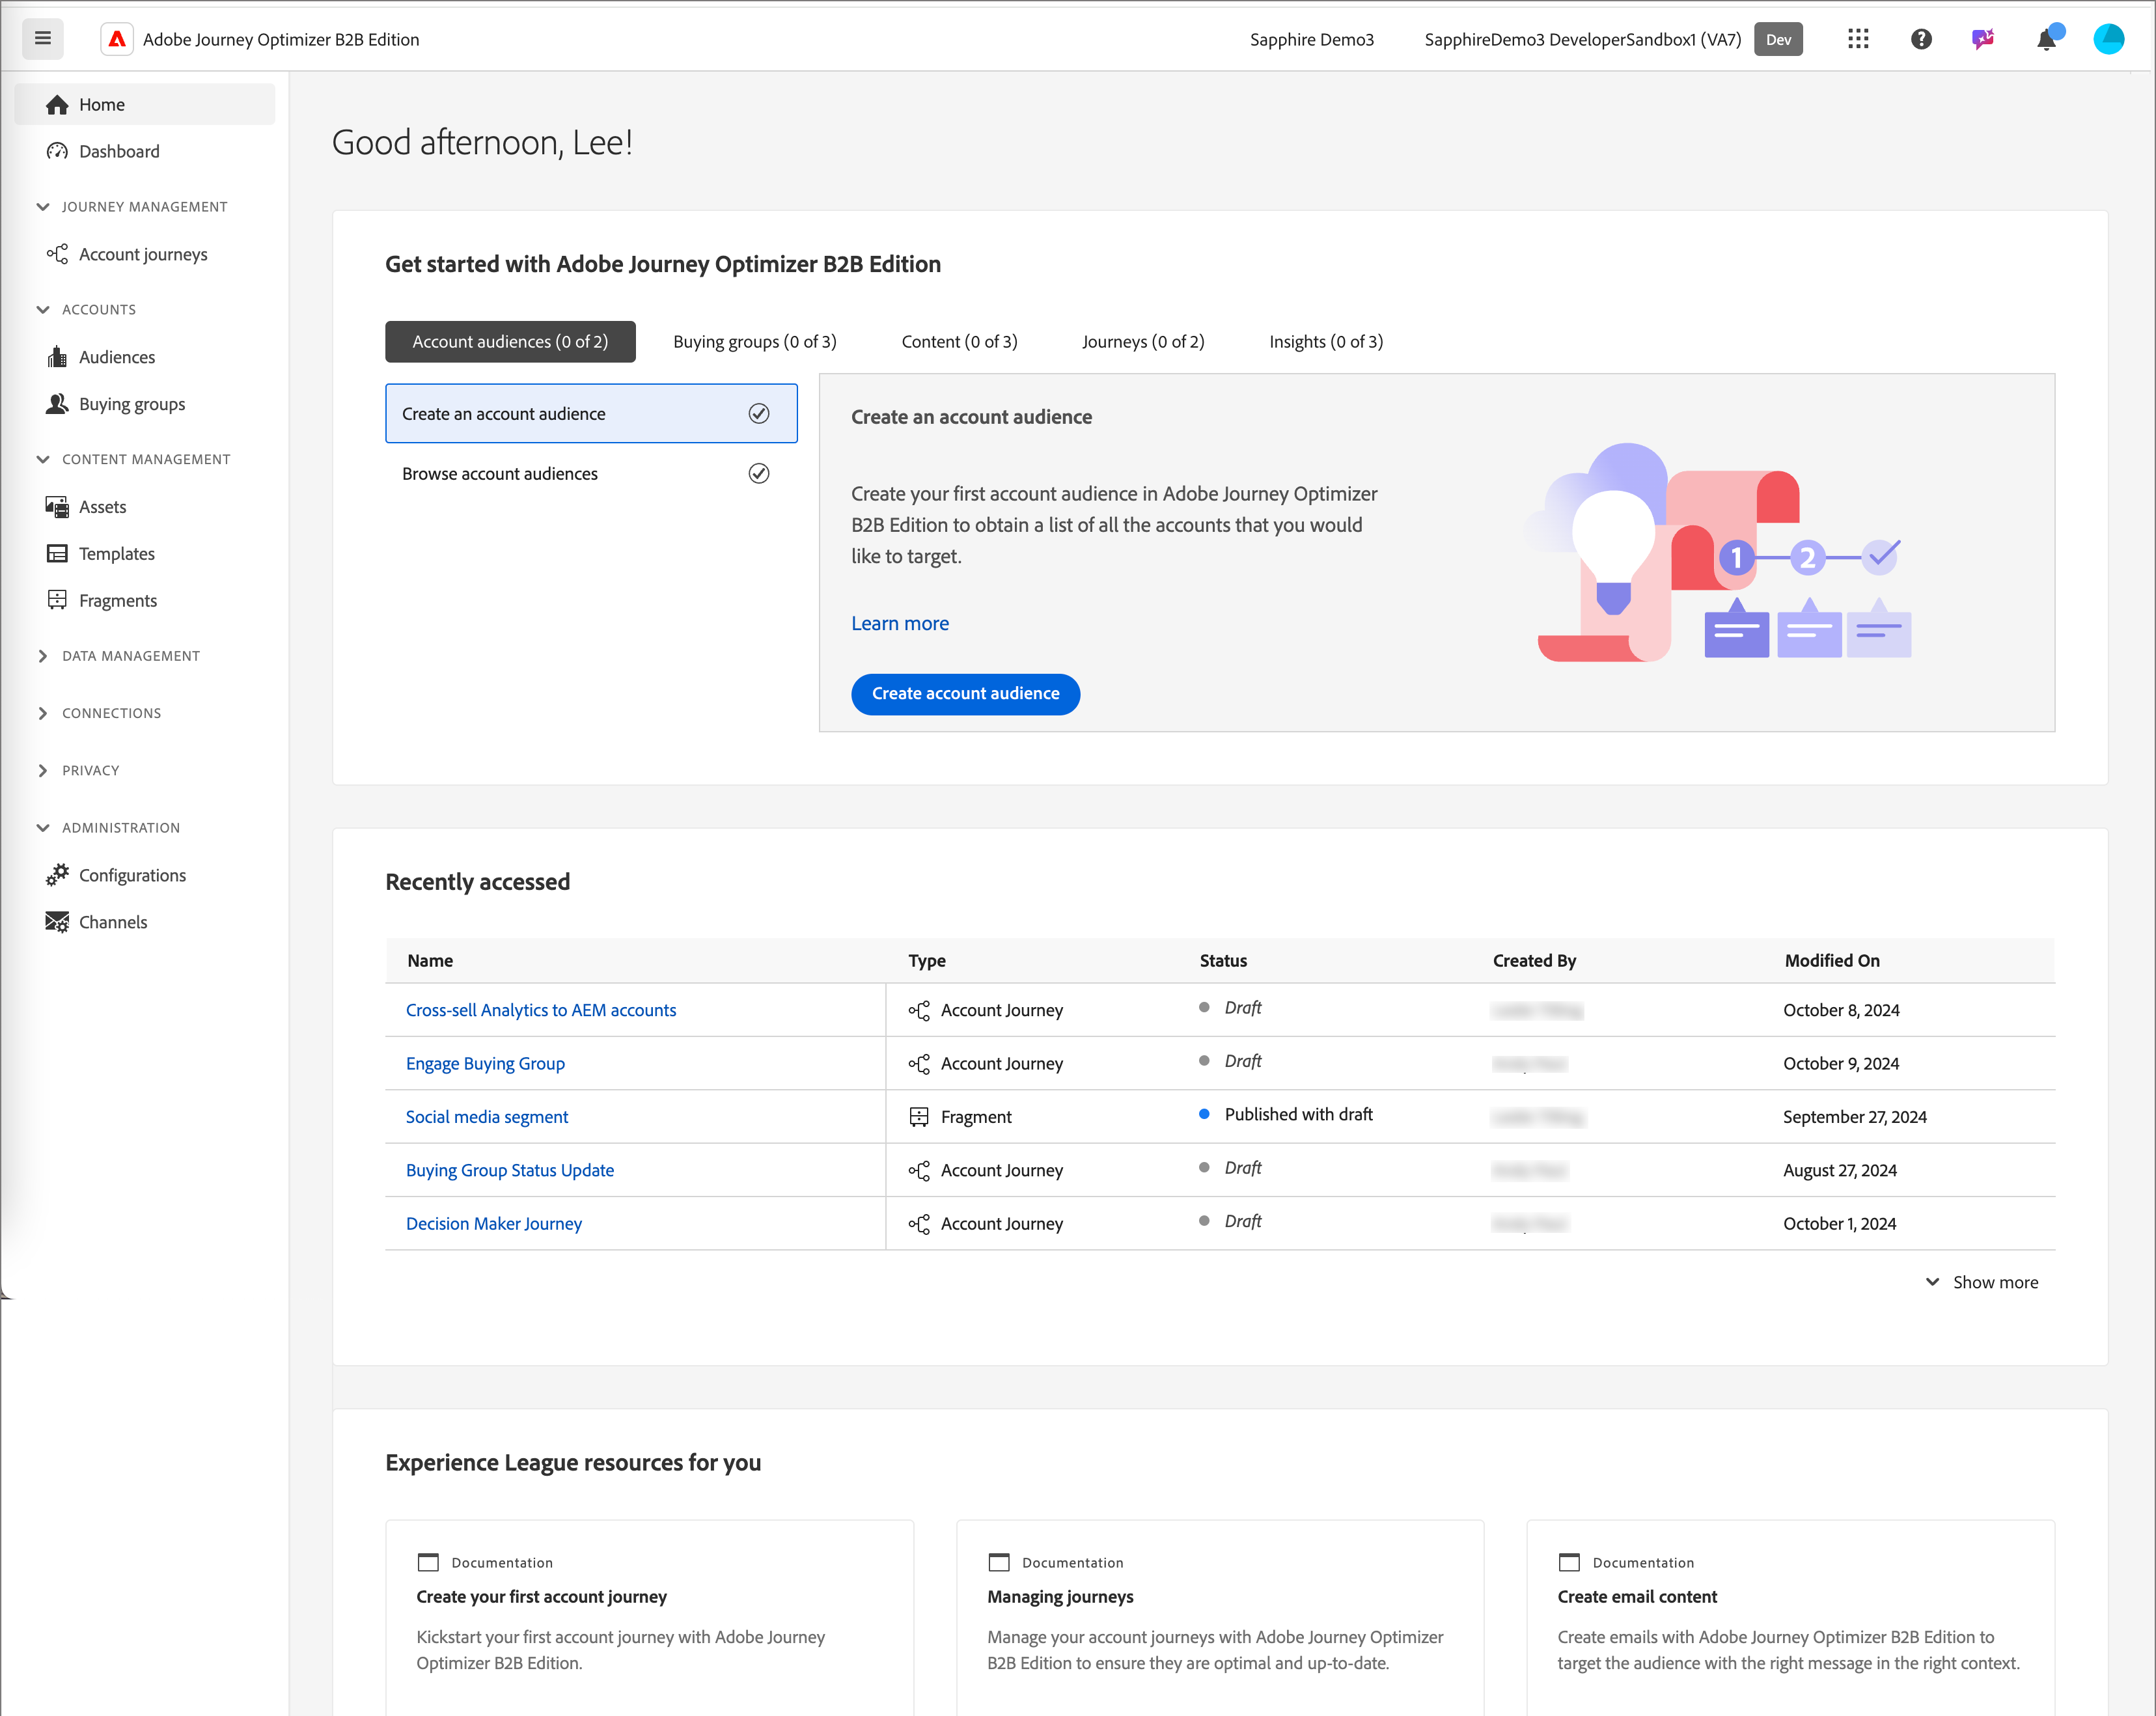 Adobe Journey Optimizer B2B Edition
Sapphire Demo3
SapphireDemo3 DeveloperSandbox1 (VA7)
Dev
Home
Dashboard
JOURNEY MANAGEMENT
Account journeys
ACCOUNTS
Audiences
Buying groups
CONTENT MANAGEMENT
Assets
Templates
Fragments
DATA MANAGEMENT
CONNECTIONS
PRIVACY
ADMINISTRATION
Configurations
Channels
Good afternoon, Lee!
Get started with Adobe Journey Optimizer B2B Edition
Account audiences (0 of 2)
Buying groups (0 of 3)
Content (0 of 3)
Journeys (0 of 2)
Insights (0 of 3)
Create an account audience
Browse account audiences
Create an account audience
Create your first account audience in Adobe Journey Optimizer
B2B Edition to obtain a list of all the accounts that you would
like to target.
Learn more
Create account audience
1
2
Recently accessed
Name Type Status Created By Modified On
Cross-sell Analytics to AEM accounts Account Journey Draft October 8, 2024
Engage Buying Group Account Journey Draft October 9, 2024
Social media segment Fragment Published with draft September 27, 2024
Buying Group Status Update Account Journey Draft August 27, 2024
Decision Maker Journey Account Journey Draft October 1, 2024
Show more
Experience League resources for you
Documentation
Create your first account journey
Kickstart your first account journey with Adobe Journey
Optimizer B2B Edition.
Documentation
Managing journeys
Manage your account journeys with Adobe Journey Optimizer
B2B Edition to ensure they are optimal and up-to-date.
Documentation
Create email content
Create emails with Adobe Journey Optimizer B2B Edition to
target the audience with the right message in the right context.